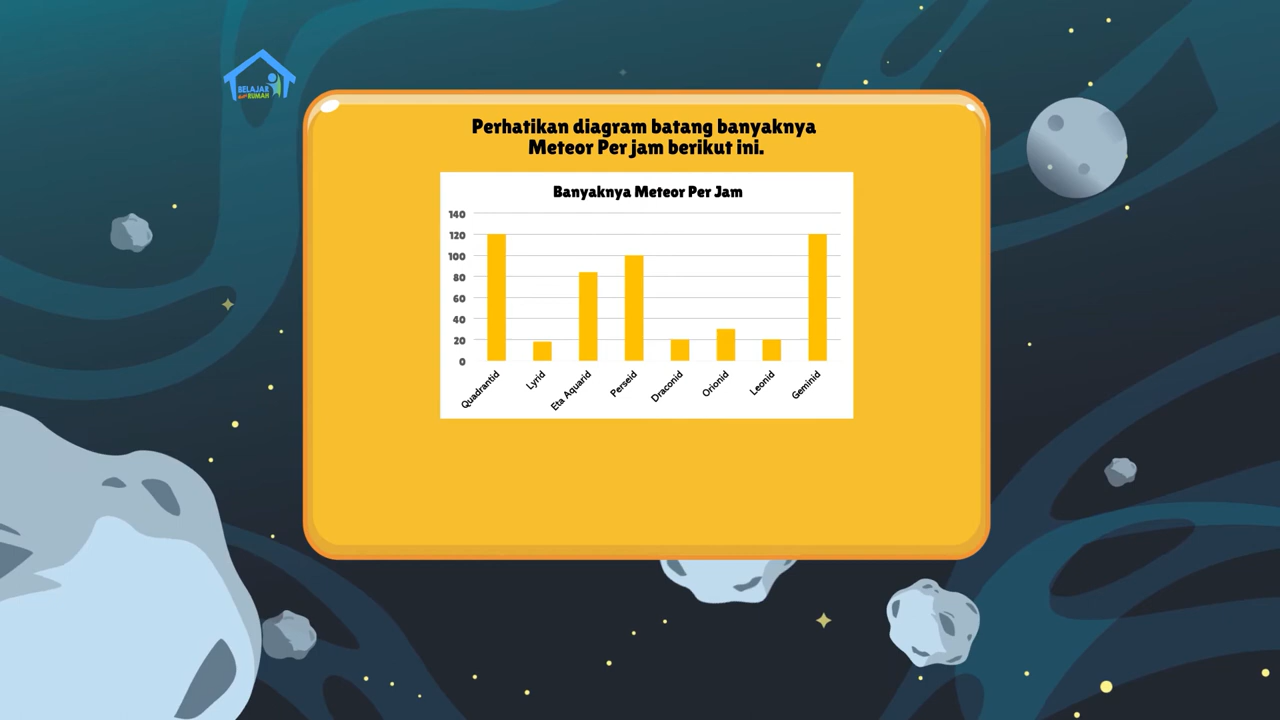 BELAJAR
dari RUMAH
Perhatikan diagram batang banyaknya
Meteor Per jam berikut ini.
Banyaknya Meteor Per Jam
140
120
100
80
60
40
20
0
Quadrantid
Lyrid
Eta Aquarid
Perseid
Draconid
Orionid
Leonid
Geminid